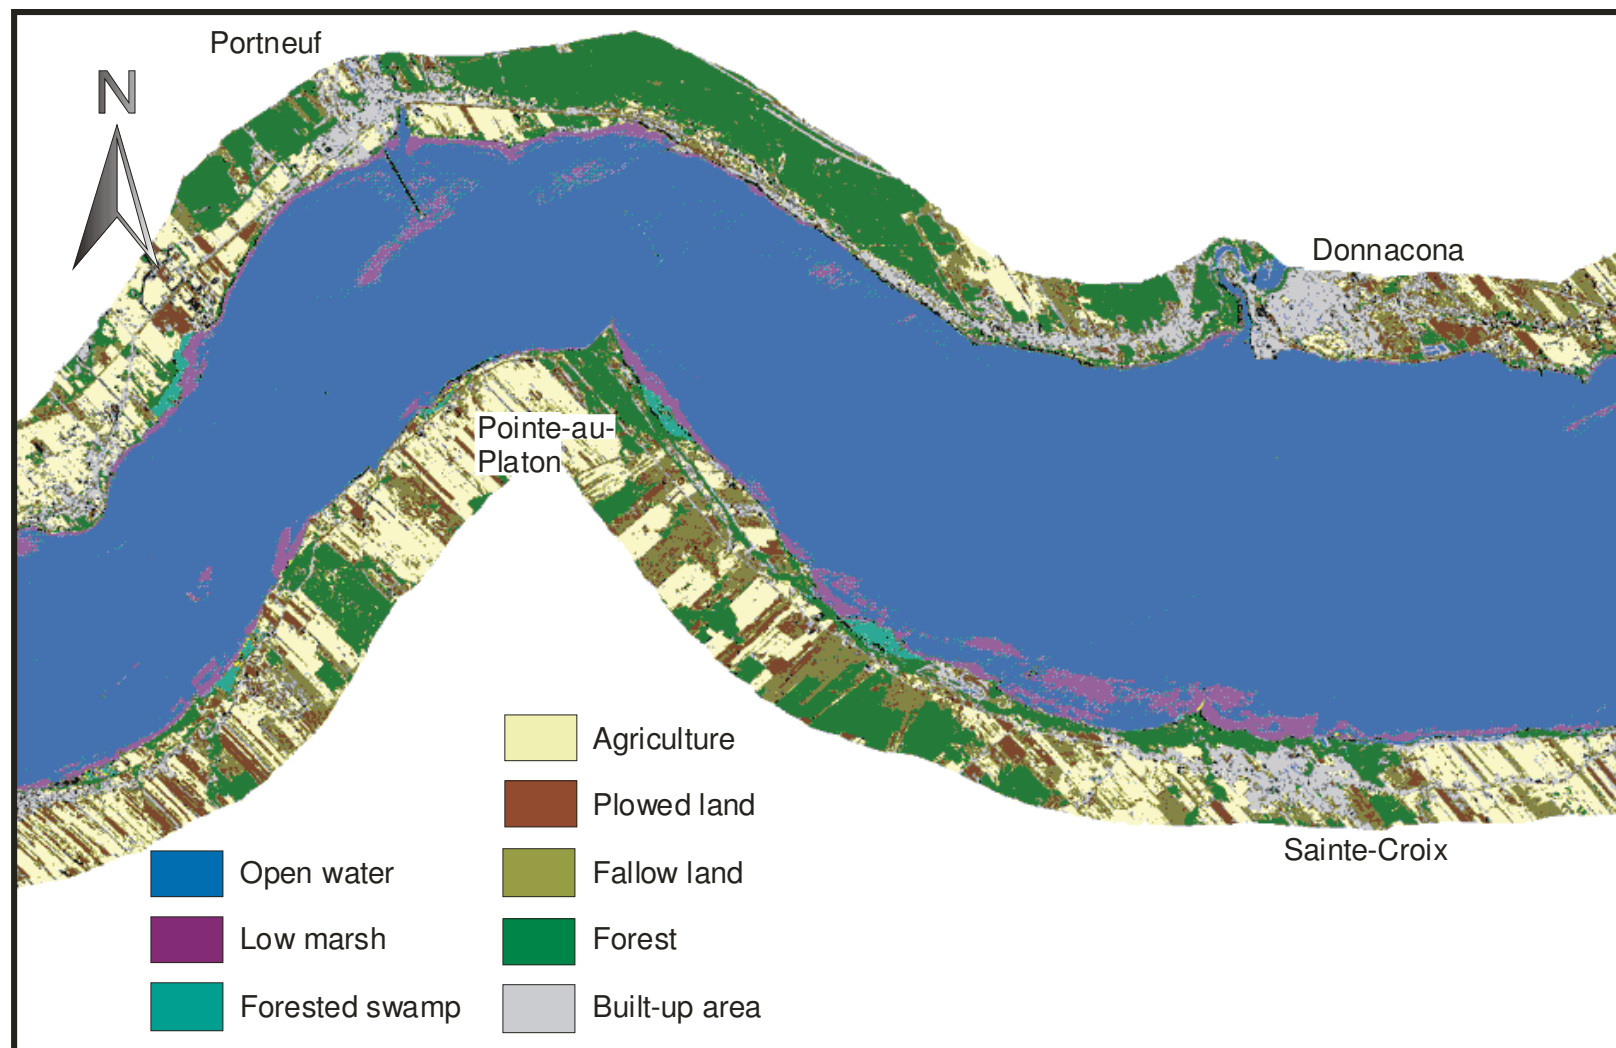 Portneuf
N
Donnacona
Pointe-au-
Platon
Agriculture
Plowed land
Sainte-Croix
Open water
Fallow land
Low marsh
Forest
Forested swamp
Built-up area